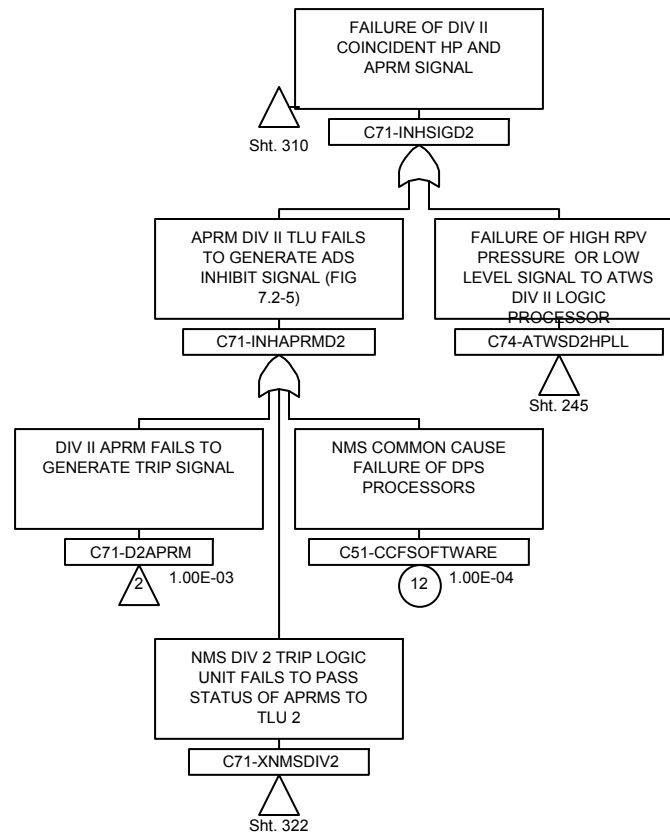 FAILURE OF DIV II
COINCIDENT HP AND
APRM SIGNAL
C71-INHSIGD2
Sht. 310
APRM DIV II TLU FAILS
TO GENERATE ADS
INHIBIT SIGNAL (FIG
7.2-5)
C71-INHAPRMD2
FAILURE OF HIGH RPV
PRESSURE OR LOW
LEVEL SIGNAL TO ATWS
DIV II LOGIC
PROCESSOR
C74-ATWSD2HPLL
Sht. 245
DIV II APRM FAILS TO
GENERATE TRIP SIGNAL
C71-D2APRM
2
1.00E-03
NMS COMMON CAUSE
FAILURE OF DPS
PROCESSORS
C51-CCFSOFTWARE
12
1.00E-04
NMS DIV 2 TRIP LOGIC
UNIT FAILS TO PASS
STATUS OF APRMS TO
TLU 2
C71-XNMSDIV2
Sht. 322